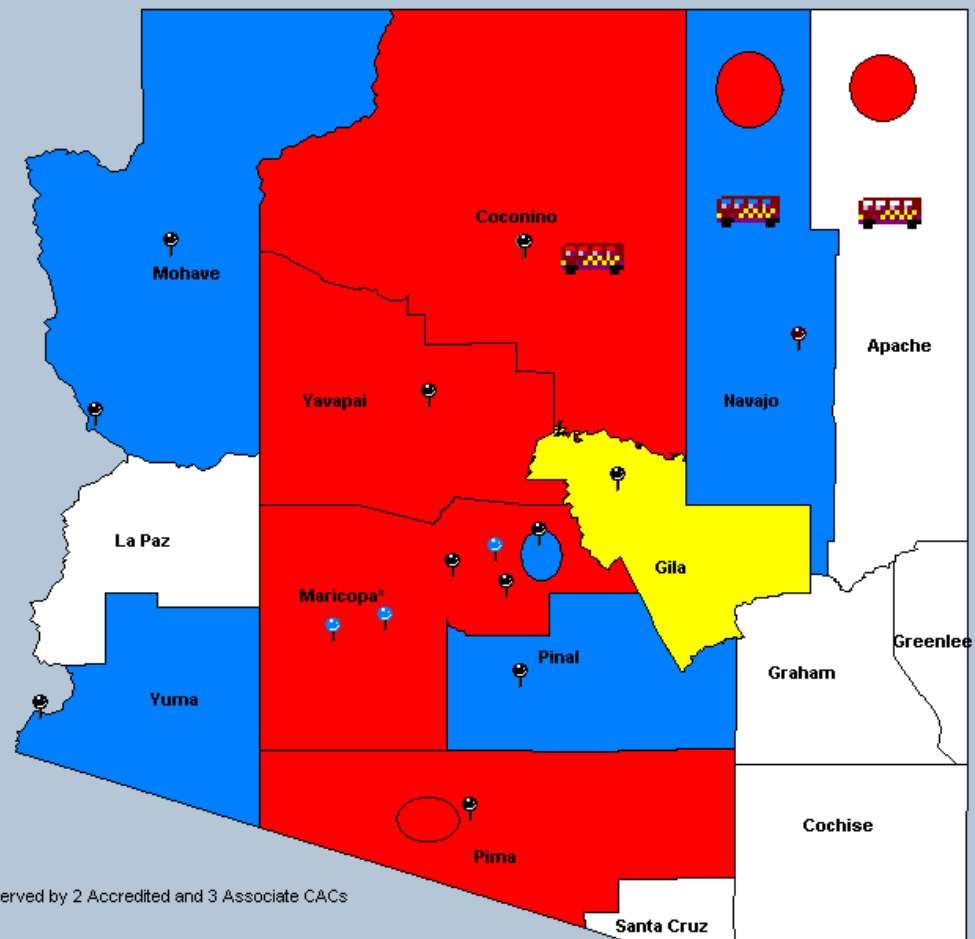 Coconino
Mohave
Apache
Yavapai
Navajo
La Paz
Gila
Maricopa*
Greenlee
Pinal
Graham
Yuma
Cochise
Pima
erved by 2 Accredited and 3 Associate CACs
Santa Cruz